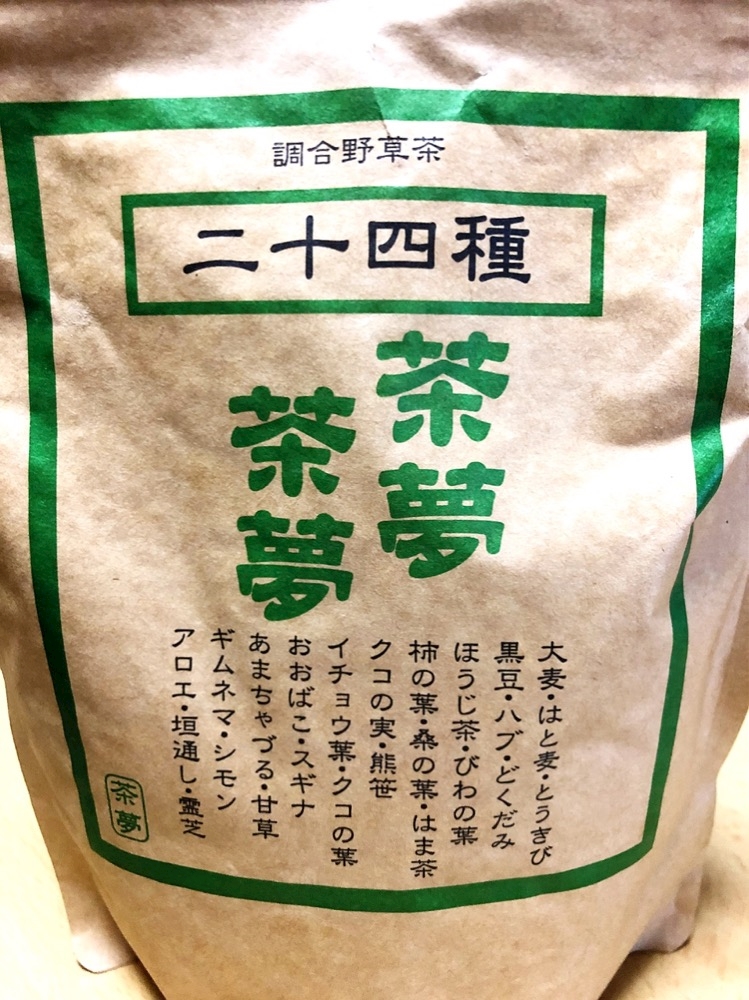 調合野草茶
二十四種
茶夢
茶夢
大麦・はと麦・とうきび
黒豆・ハブ・どくだみ
ほうじ茶・びわの葉
柿の葉・桑の葉・はま茶
クコの実・熊笹
イチョウ葉・クコの葉
おおばこ・スギナ
あまちゃづる・甘草
ギムネマ・シモン
アロエ・垣通し・霊芝
茶夢